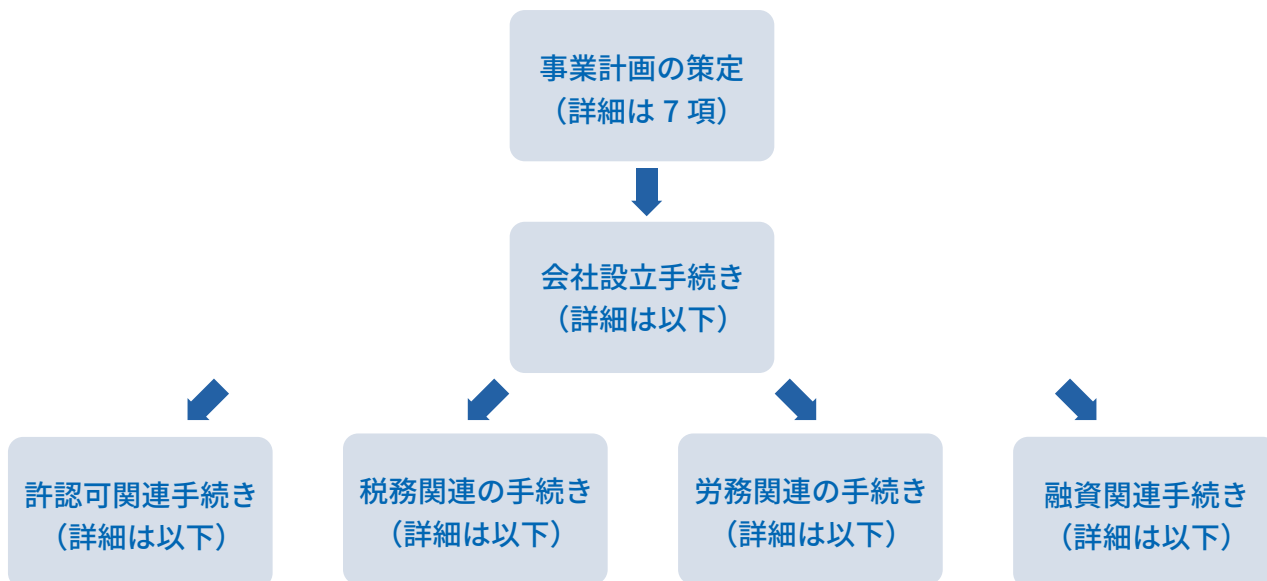 事業計画の策定
（詳細は 7 項）
会社設立手続き
（詳細は以下）
許認可関連手続き
（詳細は以下）
税務関連の手続き
（詳細は以下）
労務関連の手続き
（詳細は以下）
融資関連手続き
（詳細は以下）